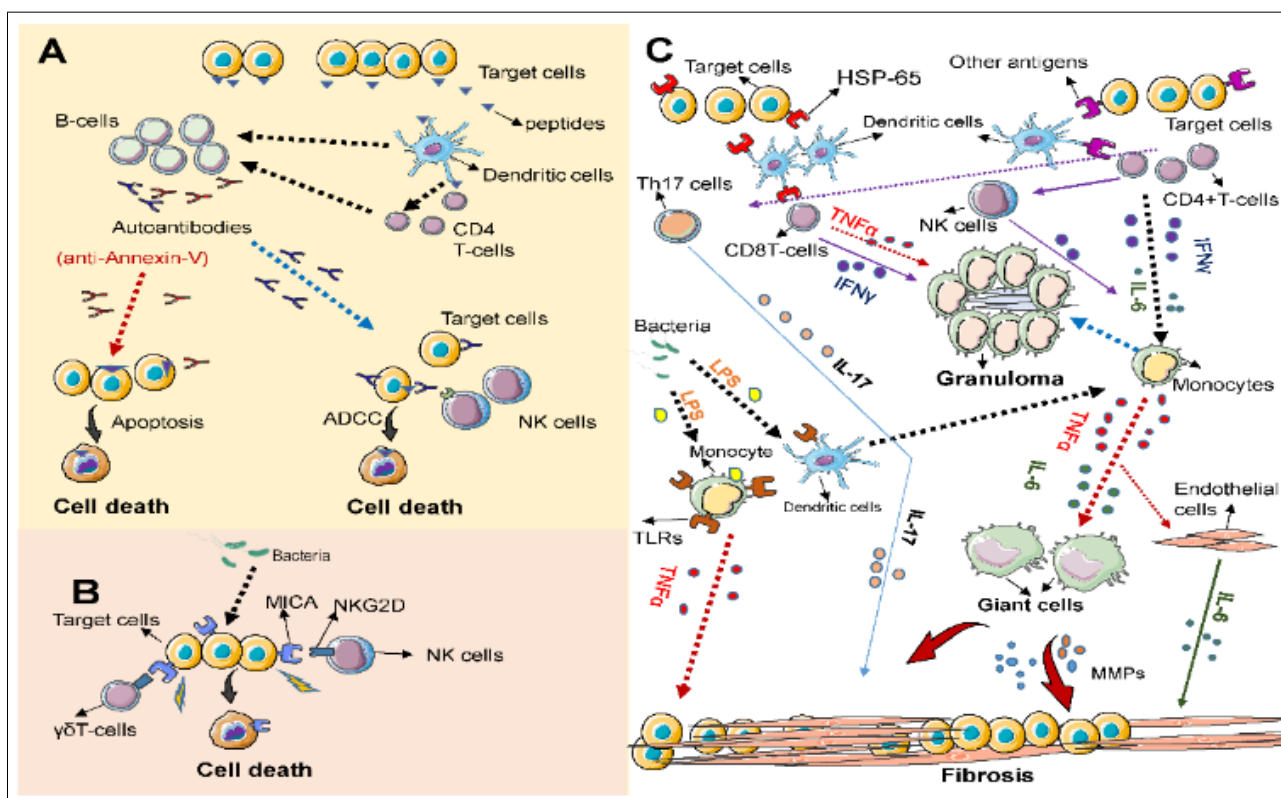 A
Target cells
peptides
B-cells
Dendritic cells
CD4
T-cells
Autoantibodies
(anti-Annexin-V)
Target cells
Apoptosis
ADCC
NK cells
Cell death
Cell death
B
Bacteria
MICA
NKG2D
Target cells
NK cells
γδT-cells
Cell death
C
Target cells
HSP-65
Other antigens
Dendritic cells
Target cells
Th17 cells
CD4+T-cells
TNFα
NK cells
CD8T-cells
IFNγ
IFNγ
IL-6
Bacteria
IL-17
Granuloma
Monocytes
LPS
LPS
TNFα
Monocyte
IL-6
Dendritic cells
Endothelial
cells
IL-17
TLRs
TNFα
Giant cells
IL-6
MMPs
Fibrosis